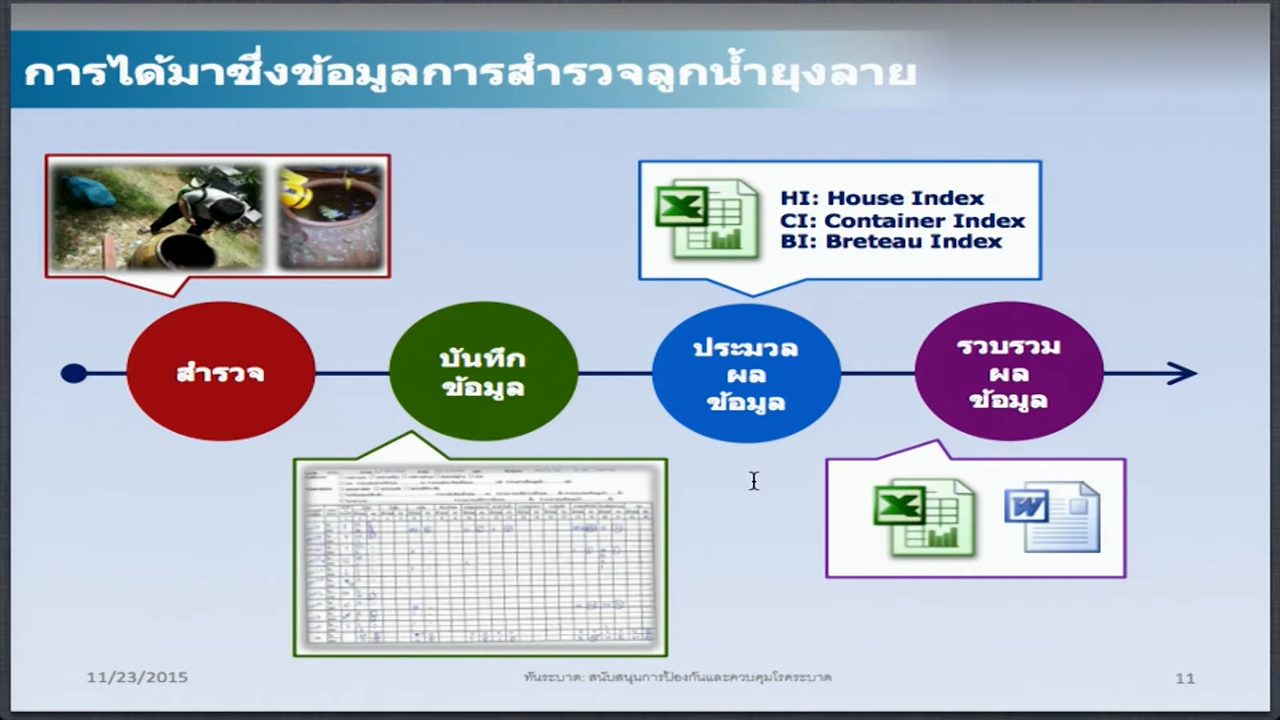 การได้มาซึ่งข้อมูลการสำรวจลูกน้ำยุงลาย
HI: House Index
CI: Container Index
BI: Breteau Index
สำรวจ
บันทึก
ข้อมูล
ประมวล
ผล
ข้อมูล
รวบรวม
ผล
ข้อมูล
11/23/2015
ทันระบาด: สนับสนุนการป้องกันและควบคุมโรคระบาด
11